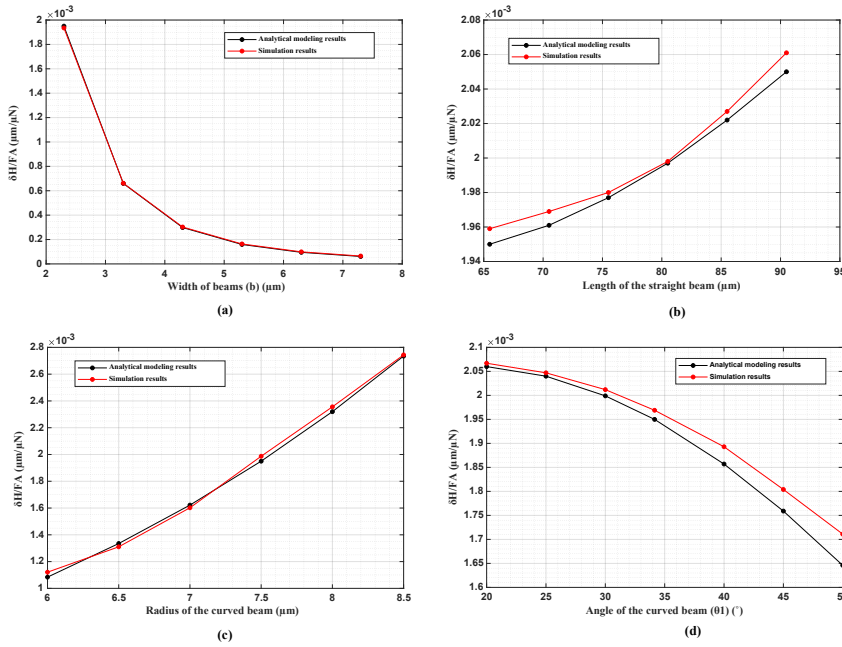 ×10⁻³
2
1.8
1.6
1.4
1.2
1
0.8
0.6
0.4
0.2
0
δH/FA (μm/μN)
Analytical modeling results
Simulation results
2 3 4 5 6 7 8
Width of beams (b) (μm)
(a)
×10⁻³
2.08
2.06
2.04
2.02
2
1.98
1.96
1.94
δH/FA (μm/μN)
Analytical modeling results
Simulation results
65 70 75 80 85 90 95
Length of the straight beam (μm)
(b)
×10⁻³
2.8
2.6
2.4
2.2
2
1.8
1.6
1.4
1.2
1
δH/FA (μm/μN)
Analytical modeling results
Simulation results
6 6.5 7 7.5 8 8.5
Radius of the curved beam (μm)
(c)
×10⁻³
2.1
2.05
2
1.95
1.9
1.85
1.8
1.75
1.7
1.65
1.6
δH/FA (μm/μN)
Analytical modeling results
Simulation results
20 25 30 35 40 45
Angle of the curved beam (θ1) (˚)
(d)